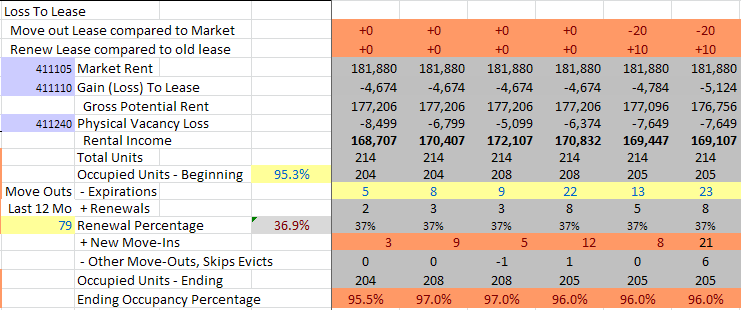 Loss To Lease
Move out Lease compared to Market +0 +0 +0 +0 -20 -20
Renew Lease compared to old lease +0 +0 +0 +0 +10 +10
411105 Market Rent 181,880 181,880 181,880 181,880 181,880 181,880
411110 Gain (Loss) To Lease -4,674 -4,674 -4,674 -4,674 -4,784 -5,124
Gross Potential Rent 177,206 177,206 177,206 177,206 177,096 176,756
411240 Physical Vacancy Loss -8,499 -6,799 -5,099 -6,374 -7,649 -7,649
Rental Income 168,707 170,407 172,107 170,832 169,447 169,107
Total Units 214 214 214 214 214 214
Occupied Units - Beginning 95.3% 204 204 208 208 205 205
Move Outs - Expirations 5 8 9 22 13 23
Last 12 Mo + Renewals 2 3 3 8 5 8
79 Renewal Percentage 36.9% 37% 37% 37% 37% 37% 37%
+ New Move-Ins 3 9 5 12 8 21
- Other Move-Outs, Skips Evicts 0 0 -1 1 0 6
Occupied Units - Ending 204 208 208 205 205 205
Ending Occupancy Percentage 95.5% 97.0% 97.0% 96.0% 96.0% 96.0%